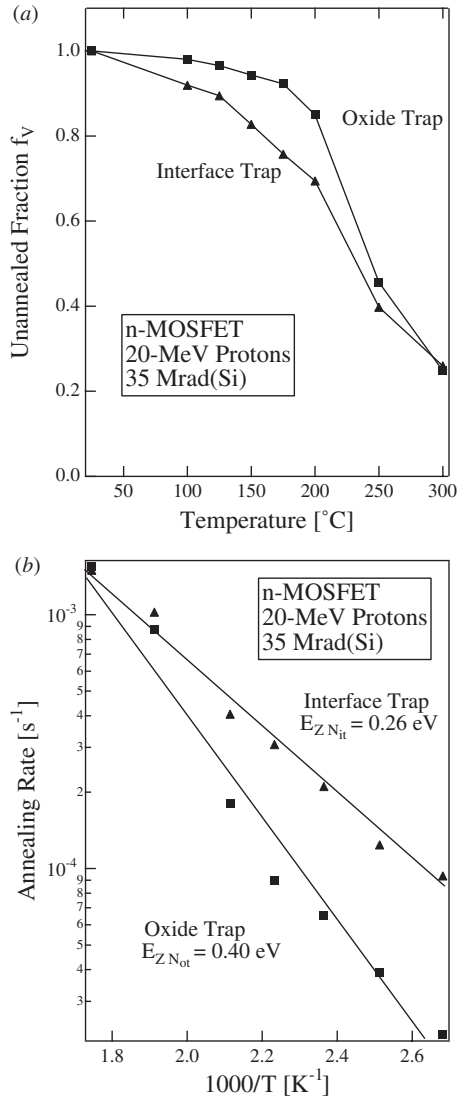 (a)
1.0
0.8
0.6
0.4
0.2
0.0
Unannealed Fraction f_V
Oxide Trap
Interface Trap
n-MOSFET
20-MeV Protons
35 Mrad(Si)
50 100 150 200 250 300
Temperature [˚C]
(b)
10⁻³
9
8
7
6
5
4
3
2
10⁻⁴
9
8
7
6
5
4
3
Annealing Rate [s⁻¹]
n-MOSFET
20-MeV Protons
35 Mrad(Si)
Interface Trap
E_Z N_it = 0.26 eV
Oxide Trap
E_Z N_ot = 0.40 eV
1.8 2.0 2.2 2.4 2.6
1000/T [K⁻¹]